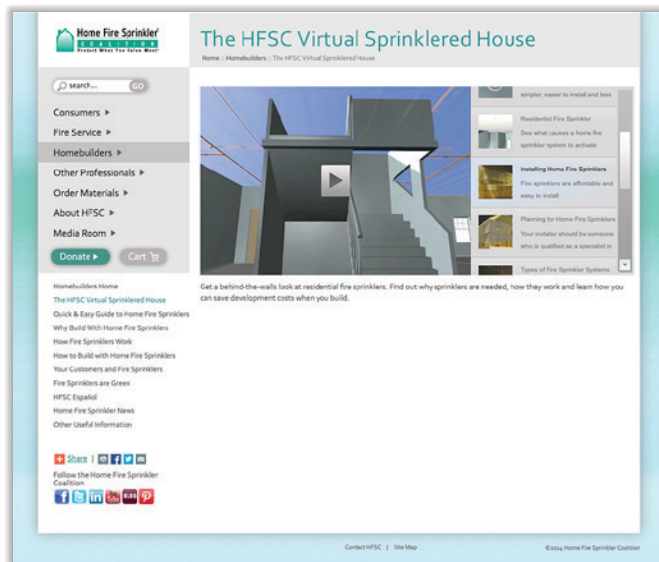 Home Fire Sprinkler®
COALITION
Protect What You Value Most®
The HFSC Virtual Sprinklered House
Home :: Homebuilders :: The HFSC Virtual Sprinklered House
search...
GO
Consumers
Fire Service
Homebuilders
Other Professionals
Order Materials
About HFSC
Media Room
Donate
Cart
simpler, easier to install and less
Residential Fire Sprinkler
See what causes a home fire
sprinkler system to activate
Installing Home Fire Sprinklers
Fire sprinklers are affordable and
easy to install
Planning for Home Fire Sprinklers
Your installer should be someone
who is qualified as a specialist in
Types of Fire Sprinkler Systems
Get a behind-the-walls look at residential fire sprinklers. Find out why sprinklers are needed, how they work and learn how you
can save development costs when you build.
Homebuilders Home
The HFSC Virtual Sprinklered House
Quick & Easy Guide to Home Fire Sprinklers
Why Build With Home Fire Sprinklers
How Fire Sprinklers Work
How to Build with Home Fire Sprinklers
Your Customers and Fire Sprinklers
Fire Sprinklers are Green
HFSC Español
Home Fire Sprinkler News
Other Useful Information
Share |
Follow the Home Fire Sprinkler
Coalition
You Tube BLOG
Contact HFSC | Site Map
©2014 Home Fire Sprinkler Coalition